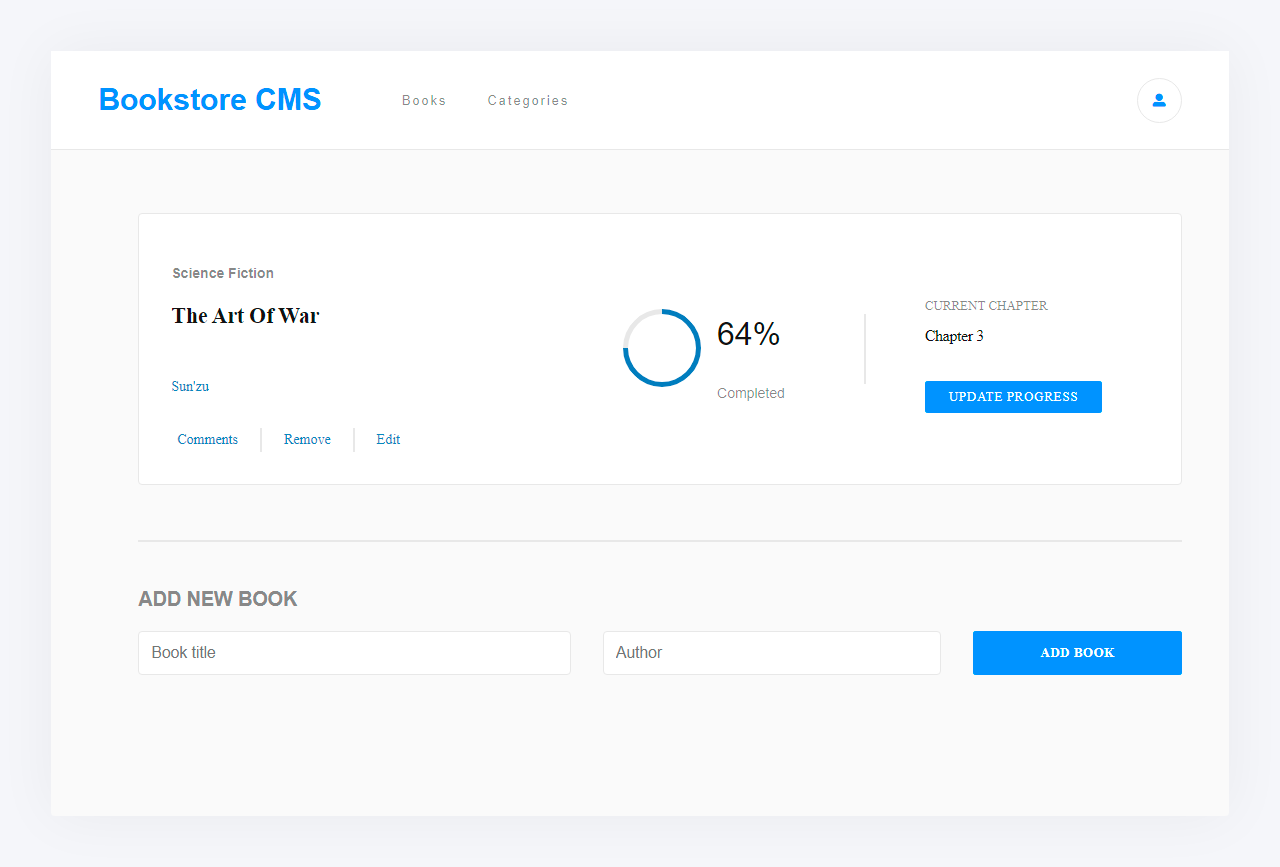 Bookstore CMS
Books
Categories
Science Fiction
The Art Of War
Sun'zu
Comments
Remove
Edit
64%
Completed
CURRENT CHAPTER
Chapter 3
UPDATE PROGRESS
ADD NEW BOOK
Book title
Author
ADD BOOK